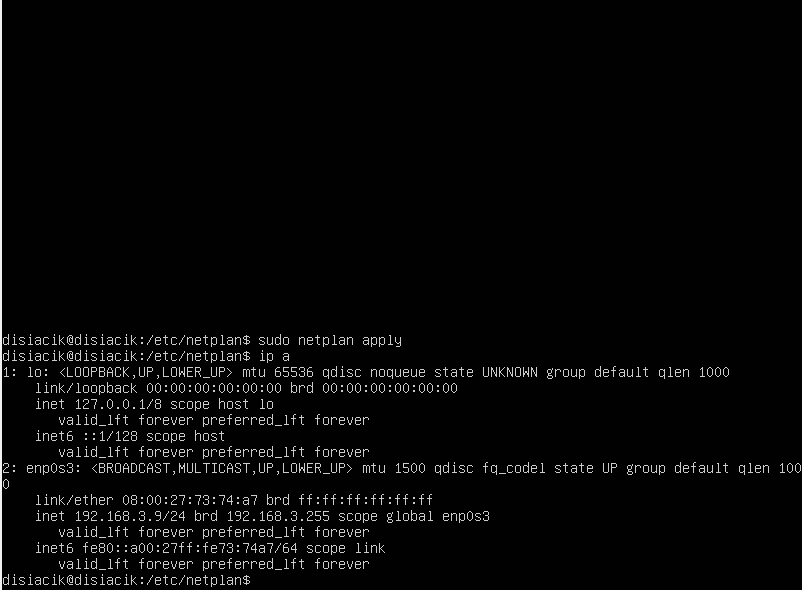 disiacik@disiacik:/etc/netplan$ sudo netplan apply
disiacik@disiacik:/etc/netplan$ ip a
1: lo: <LOOPBACK,UP,LOWER_UP> mtu 65536 qdisc noqueue state UNKNOWN group default qlen 1000
    link/loopback 00:00:00:00:00:00 brd 00:00:00:00:00:00
    inet 127.0.0.1/8 scope host lo
       valid_lft forever preferred_lft forever
    inet6 ::1/128 scope host
       valid_lft forever preferred_lft forever
2: enp0s3: <BROADCAST,MULTICAST,UP,LOWER_UP> mtu 1500 qdisc fq_codel state UP group default qlen 100
0
    link/ether 08:00:27:73:74:a7 brd ff:ff:ff:ff:ff:ff
    inet 192.168.3.9/24 brd 192.168.3.255 scope global enp0s3
       valid_lft forever preferred_lft forever
    inet6 fe80::a00:27ff:fe73:74a7/64 scope link
       valid_lft forever preferred_lft forever
disiacik@disiacik:/etc/netplan$